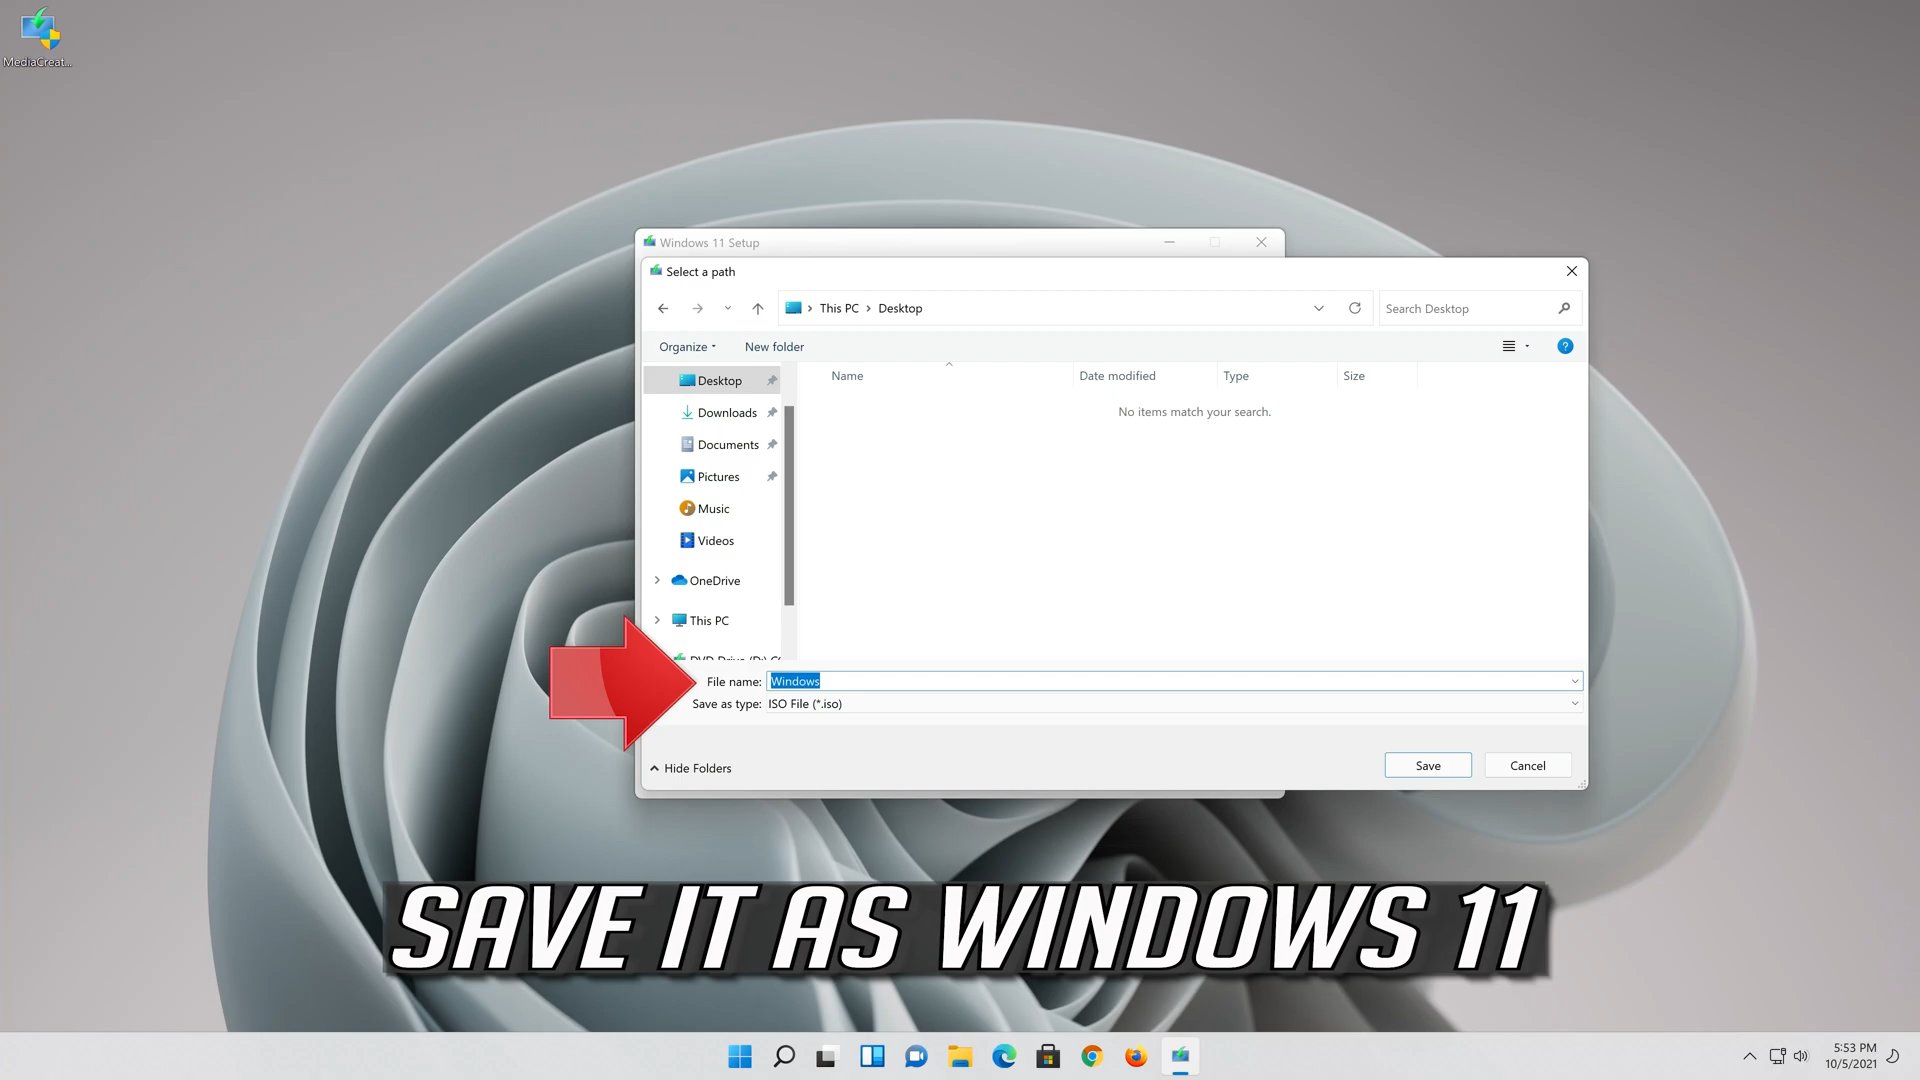 MediaCreat...
Windows 11 Setup
Select a path
This PC
Desktop
Search Desktop
Organize
New folder
Name
Date modified
Type
Size
No items match your search.
Desktop
Downloads
Documents
Pictures
Music
Videos
OneDrive
This PC
DVD Drive (D:)
File name: Windows
Save as type: ISO File (*.iso)
Hide Folders
Save
Cancel
SAVE IT AS WINDOWS 11
5:53 PM
10/5/2021